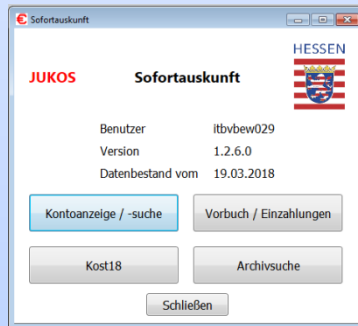 Sofortauskunft
HESSEN
JUKOS Sofortauskunft
Benutzer itbvbew029
Version 1.2.6.0
Datenbestand vom 19.03.2018
Kontoanzeige / -suche Vorbuch / Einzahlungen
Kost18 Archivsuche
Schließen